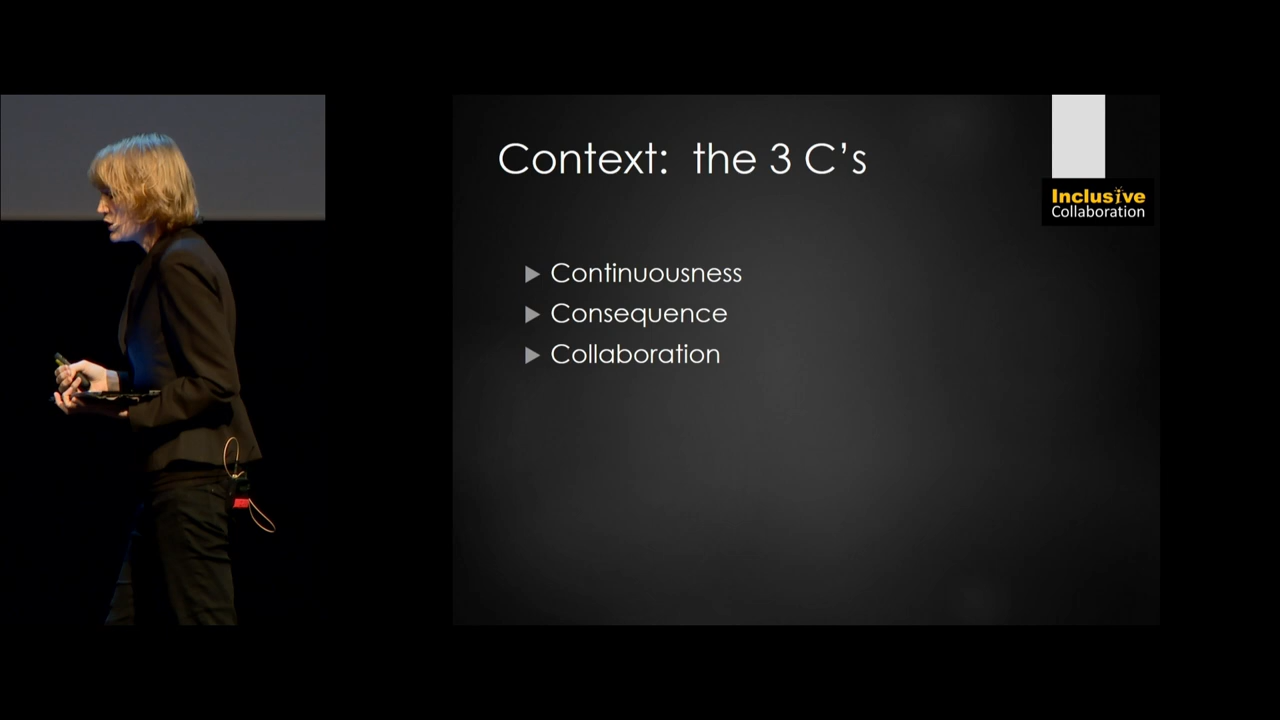 Context: the 3 C's
Inclusive
Collaboration
Continuousness
Consequence
Collaboration